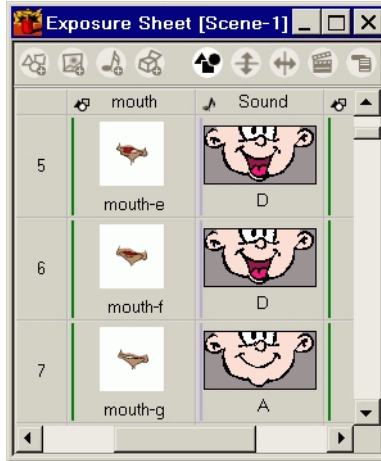 Exposure Sheet [Scene-1]
mouth Sound
5
mouth-e D
6
mouth-f D
7
mouth-g A